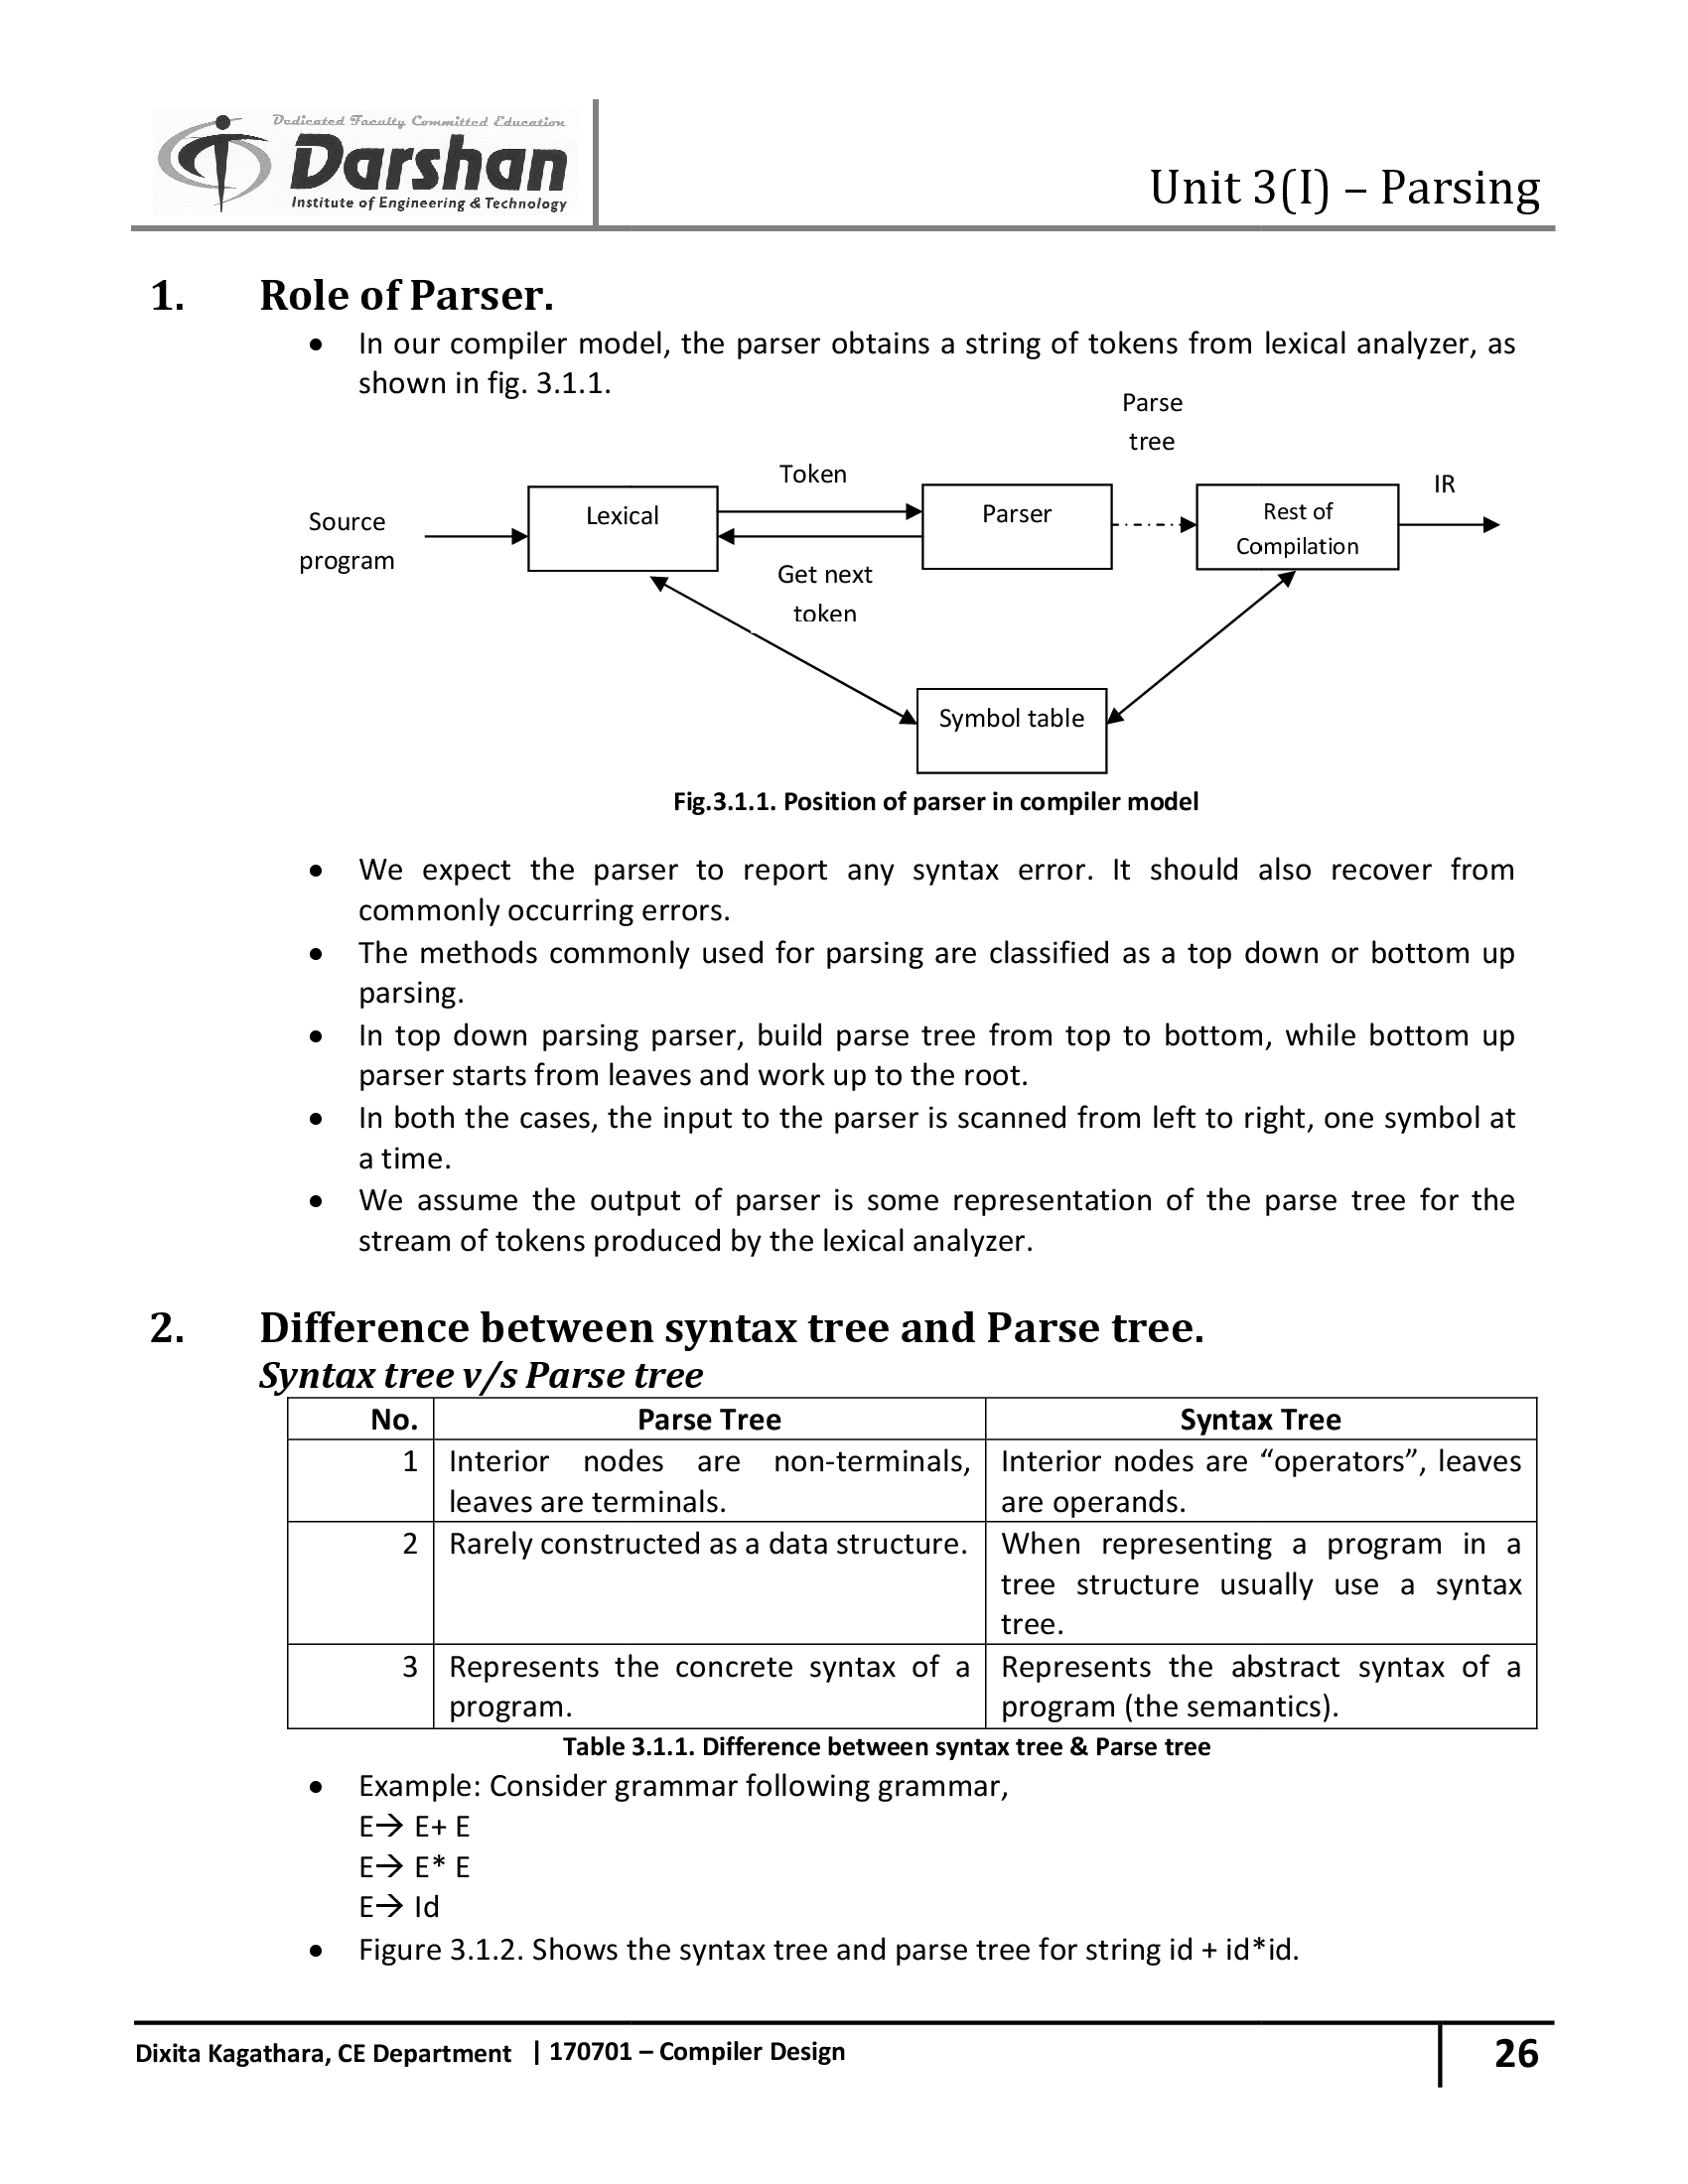 Dedicated Faculty Committed Education
Darshan
Institute of Engineering & Technology
Unit 3(I) – Parsing
1. Role of Parser.
• In our compiler model, the parser obtains a string of tokens from lexical analyzer, as
shown in fig. 3.1.1.
Parse
tree
Token
IR
Source
program
Lexical
Parser
Rest of
Compilation
Get next
token
Symbol table
Fig.3.1.1. Position of parser in compiler model
• We expect the parser to report any syntax error. It should also recover from
commonly occurring errors.
• The methods commonly used for parsing are classified as a top down or bottom up
parsing.
• In top down parsing parser, build parse tree from top to bottom, while bottom up
parser starts from leaves and work up to the root.
• In both the cases, the input to the parser is scanned from left to right, one symbol at
a time.
• We assume the output of parser is some representation of the parse tree for the
stream of tokens produced by the lexical analyzer.
2. Difference between syntax tree and Parse tree.
Syntax tree v/s Parse tree
No. Parse Tree Syntax Tree
1 Interior nodes are non-terminals, Interior nodes are “operators”, leaves
leaves are terminals. are operands.
2 Rarely constructed as a data structure. When representing a program in a
tree structure usually use a syntax
tree.
3 Represents the concrete syntax of a Represents the abstract syntax of a
program. program (the semantics).
Table 3.1.1. Difference between syntax tree & Parse tree
• Example: Consider grammar following grammar,
E→ E+ E
E→ E* E
E→ Id
• Figure 3.1.2. Shows the syntax tree and parse tree for string id + id*id.
Dixita Kagathara, CE Department | 170701 – Compiler Design 26